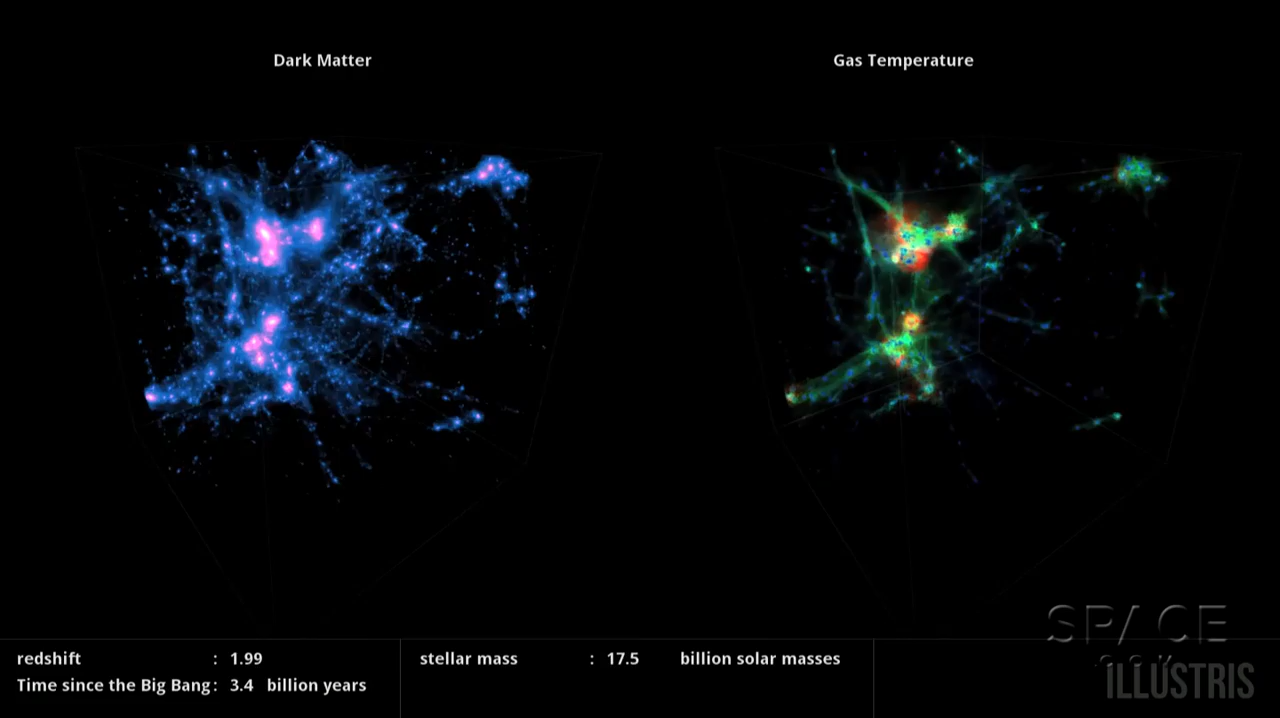 Dark Matter
Gas Temperature
redshift : 1.99
Time since the Big Bang : 3.4 billion years
stellar mass : 17.5 billion solar masses
SPACE
ILLUSTRIS